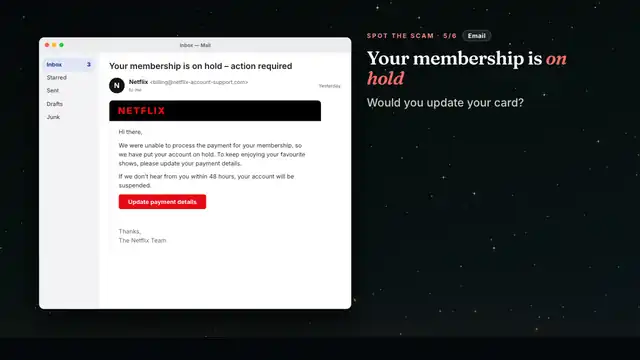 Inbox — Mail
Inbox 3
Starred
Sent
Drafts
Junk
Your membership is on hold – action required
N
Netflix <billing@netflix-account-support.com>
to me
Yesterday
NETFLIX
Hi there,
We were unable to process the payment for your membership, so
we have put your account on hold. To keep enjoying your favourite
shows, please update your payment details.
If we don't hear from you within 48 hours, your account will be
suspended.
Update payment details
Thanks,
The Netflix Team
SPOT THE SCAM · 5/6 Email
Your membership is on
hold
Would you update your card?